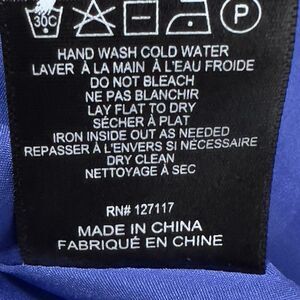 30C P
HAND WASH COLD WATER
LAVER À LA MAIN À L'EAU FROIDE
DO NOT BLEACH
NE PAS BLANCHIR
LAY FLAT TO DRY
SÉCHER À PLAT
IRON INSIDE OUT AS NEEDED
REPASSER À L'ENVERS SI NÉCESSAIRE
DRY CLEAN
NETTOYAGE À SEC
RN# 127117
MADE IN CHINA
FABRIQUÉ EN CHINE